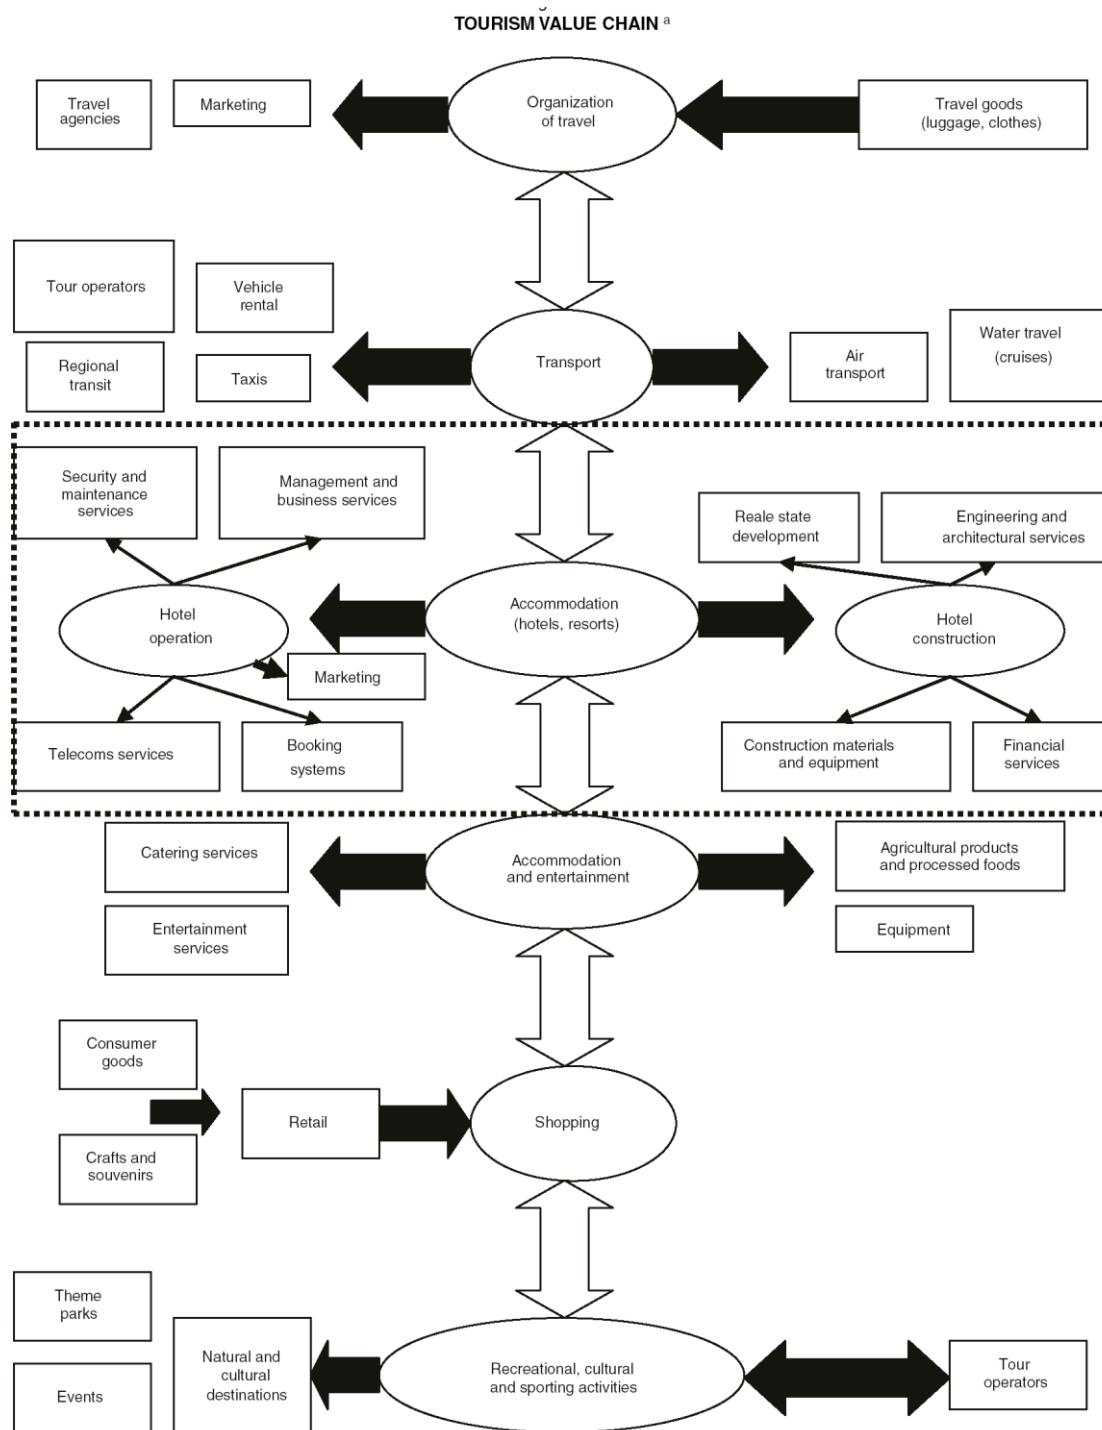 TOURISM VALUE CHAIN a
Travel
agencies
Marketing
Organization
of travel
Travel goods
(luggage, clothes)
Tour operators
Vehicle
rental
Regional
transit
Taxis
Transport
Air
transport
Water travel
(cruises)
Security and
maintenance
services
Management and
business services
Reale state
development
Engineering and
architectural services
Hotel
operation
Accommodation
(hotels, resorts)
Hotel
construction
Marketing
Telecoms services
Booking
systems
Construction materials
and equipment
Financial
services
Catering services
Accommodation
and entertainment
Agricultural products
and processed foods
Entertainment
services
Equipment
Consumer
goods
Retail
Shopping
Crafts and
souvenirs
Theme
parks
Natural and
cultural
destinations
Events
Recreational, cultural
and sporting activities
Tour
operators